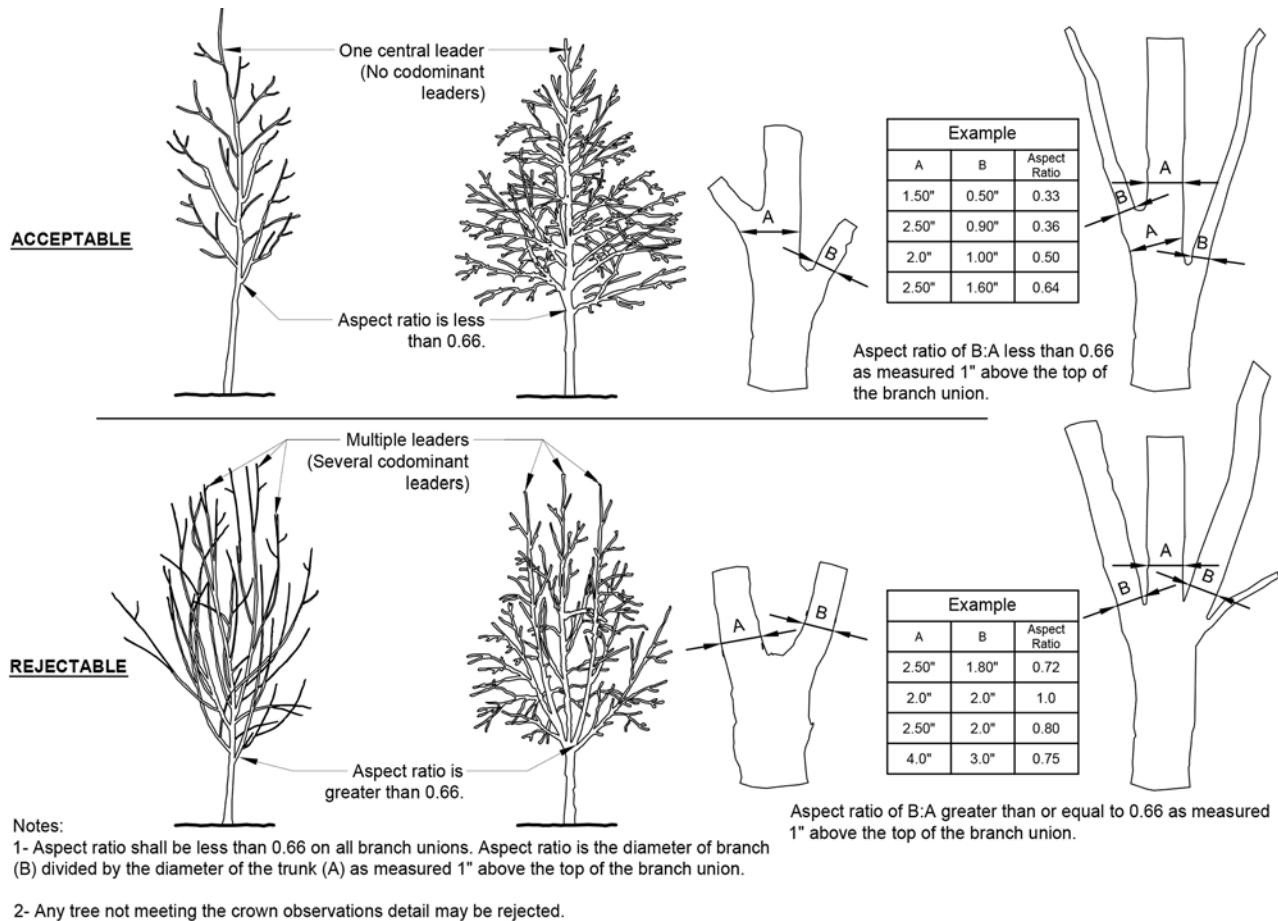 One central leader
(No codominant
leaders)
ACCEPTABLE
Aspect ratio is less
than 0.66.
A
B
Example
A B Aspect
Ratio
1.50" 0.50" 0.33
2.50" 0.90" 0.36
2.0" 1.00" 0.50
2.50" 1.60" 0.64
A
B
A
B
Aspect ratio of B:A less than 0.66
as measured 1" above the top of
the branch union.
Multiple leaders
(Several codominant
leaders)
REJECTABLE
Aspect ratio is
greater than 0.66.
A
B
Example
A B Aspect
Ratio
2.50" 1.80" 0.72
2.0" 2.0" 1.0
2.50" 2.0" 0.80
4.0" 3.0" 0.75
A
B
B
Aspect ratio of B:A greater than or equal to 0.66 as measured
1" above the top of the branch union.
Notes:
1- Aspect ratio shall be less than 0.66 on all branch unions. Aspect ratio is the diameter of branch
(B) divided by the diameter of the trunk (A) as measured 1" above the top of the branch union.
2- Any tree not meeting the crown observations detail may be rejected.